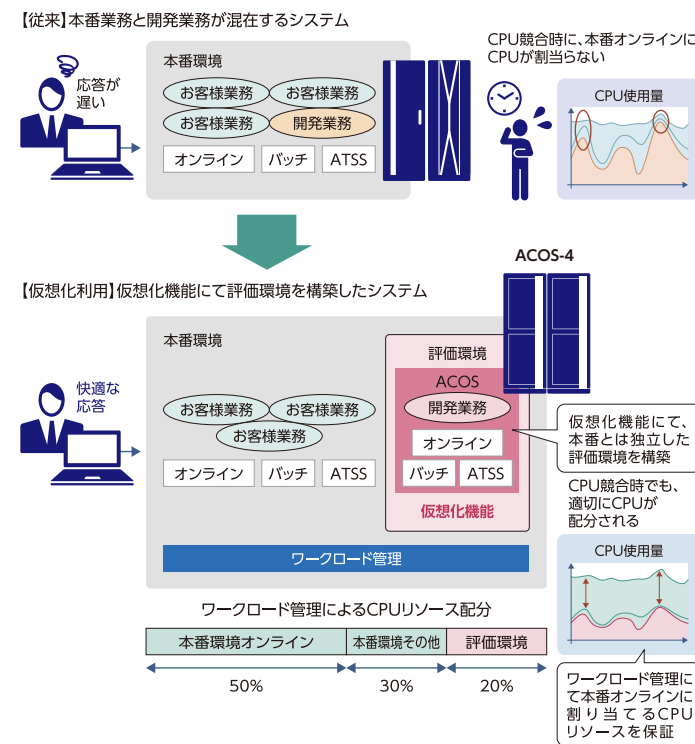 【従来】本番業務と開発業務が混在するシステム
CPU競合時に、本番オンラインに
CPUが割当らない
応答が
遅い
本番環境
お客様業務
お客様業務
お客様業務
開発業務
オンライン
バッチ
ATSS
CPU使用量
ACOS-4
【仮想化利用】仮想化機能にて評価環境を構築したシステム
本番環境
評価環境
ACOS
快適な
応答
お客様業務
お客様業務
お客様業務
開発業務
オンライン
バッチ
ATSS
オンライン
バッチ
ATSS
仮想化機能
仮想化機能にて、
本番とは独立した
評価環境を構築
CPU競合時でも、
適切にCPUが
配分される
CPU使用量
ワークロード管理
ワークロード管理によるCPUリソース配分
本番環境オンライン
本番環境その他
評価環境
50%
30%
20%
ワークロード管理に
て本番オンラインに
割り当てるCPU
リソースを保証